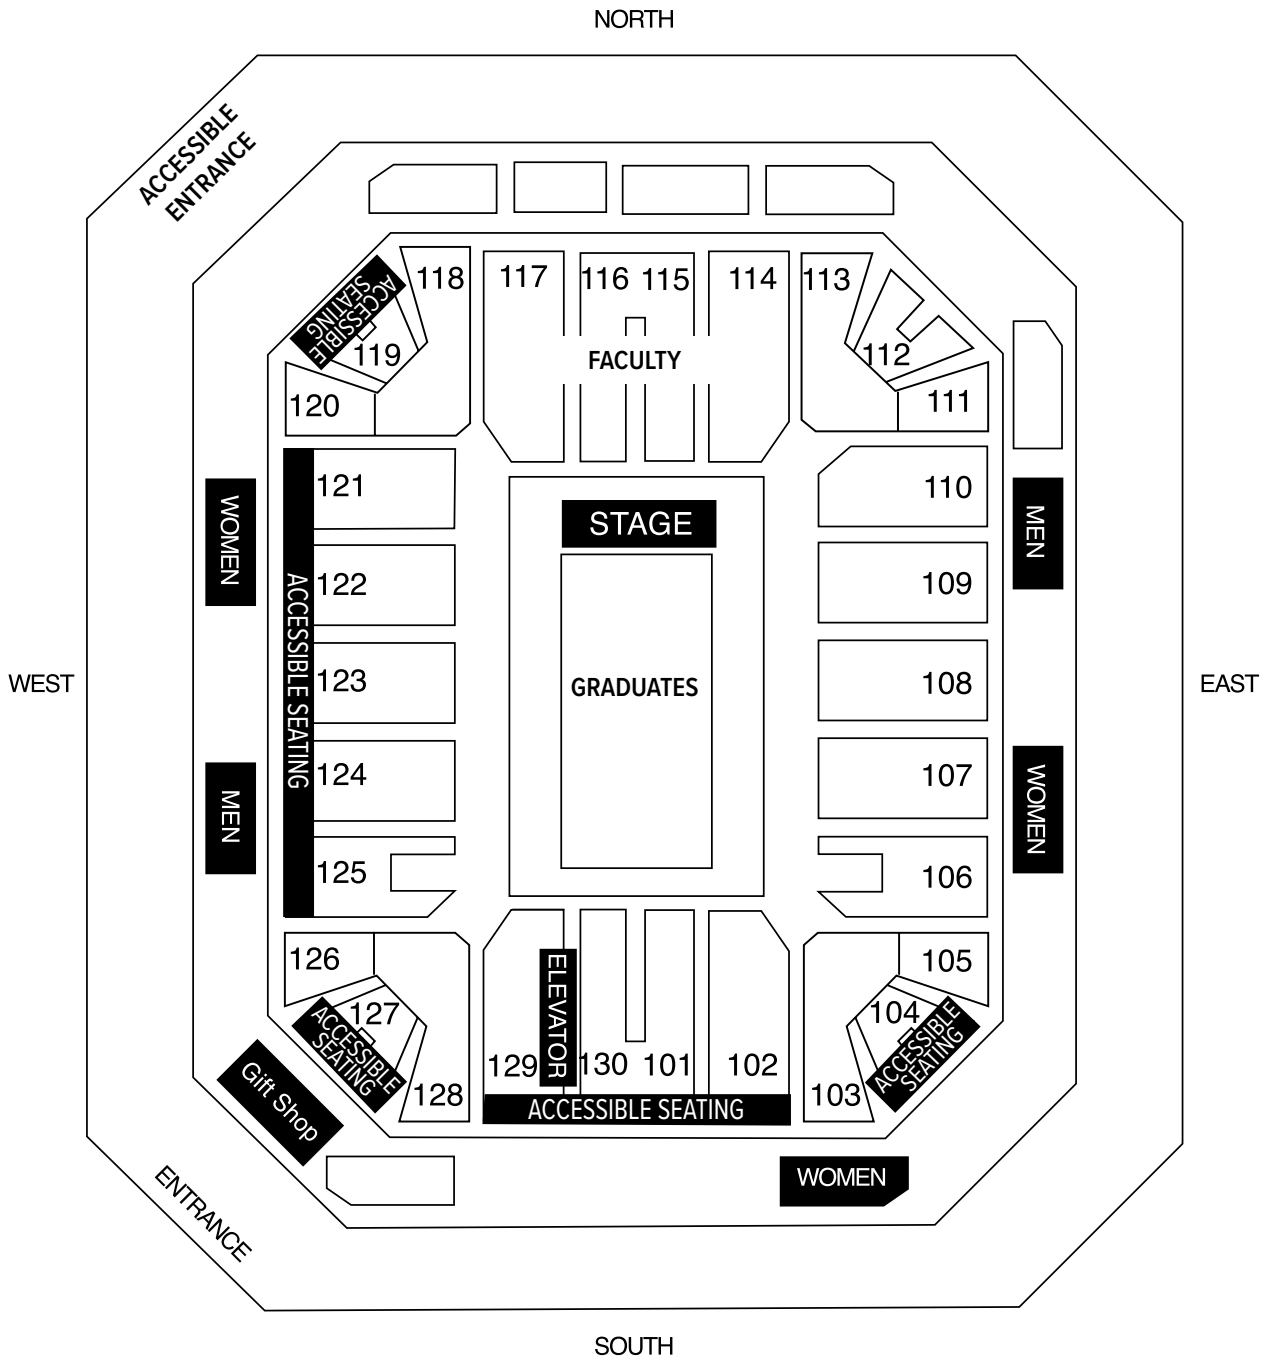 NORTH
ACCESSIBLE
ENTRANCE
118
117
116
115
114
113
ACCESSIBLE
SEATING
119
FACULTY
112
120
111
121
110
WOMEN
STAGE
MEN
122
109
ACCESSIBLE SEATING
WEST
123
GRADUATES
108
EAST
124
107
MEN
WOMEN
125
106
126
105
127
ACCESSIBLE
SEATING
ELEVATOR
104
ACCESSIBLE
SEATING
128
129
130
101
102
103
Gift Shop
ACCESSIBLE SEATING
ENTRANCE
WOMEN
SOUTH